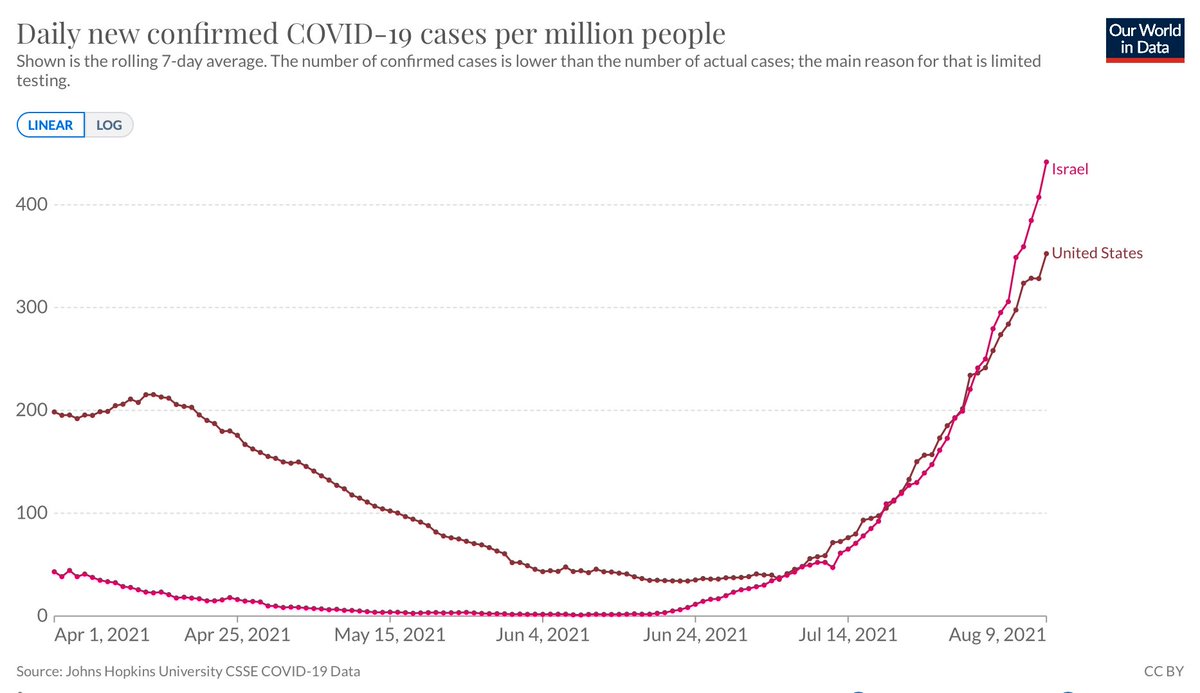 Daily new confirmed COVID-19 cases per million people
Our World
in Data
Shown is the rolling 7-day average. The number of confirmed cases is lower than the number of actual cases; the main reason for that is limited
testing.
LINEAR
LOG
Israel
400
United States
300
200
100
0
Apr 1, 2021
Apr 25, 2021
May 15, 2021
Jun 4, 2021
Jun 24, 2021
Jul 14, 2021
Aug 9, 2021
Source: Johns Hopkins University CSSE COVID-19 Data
CC BY